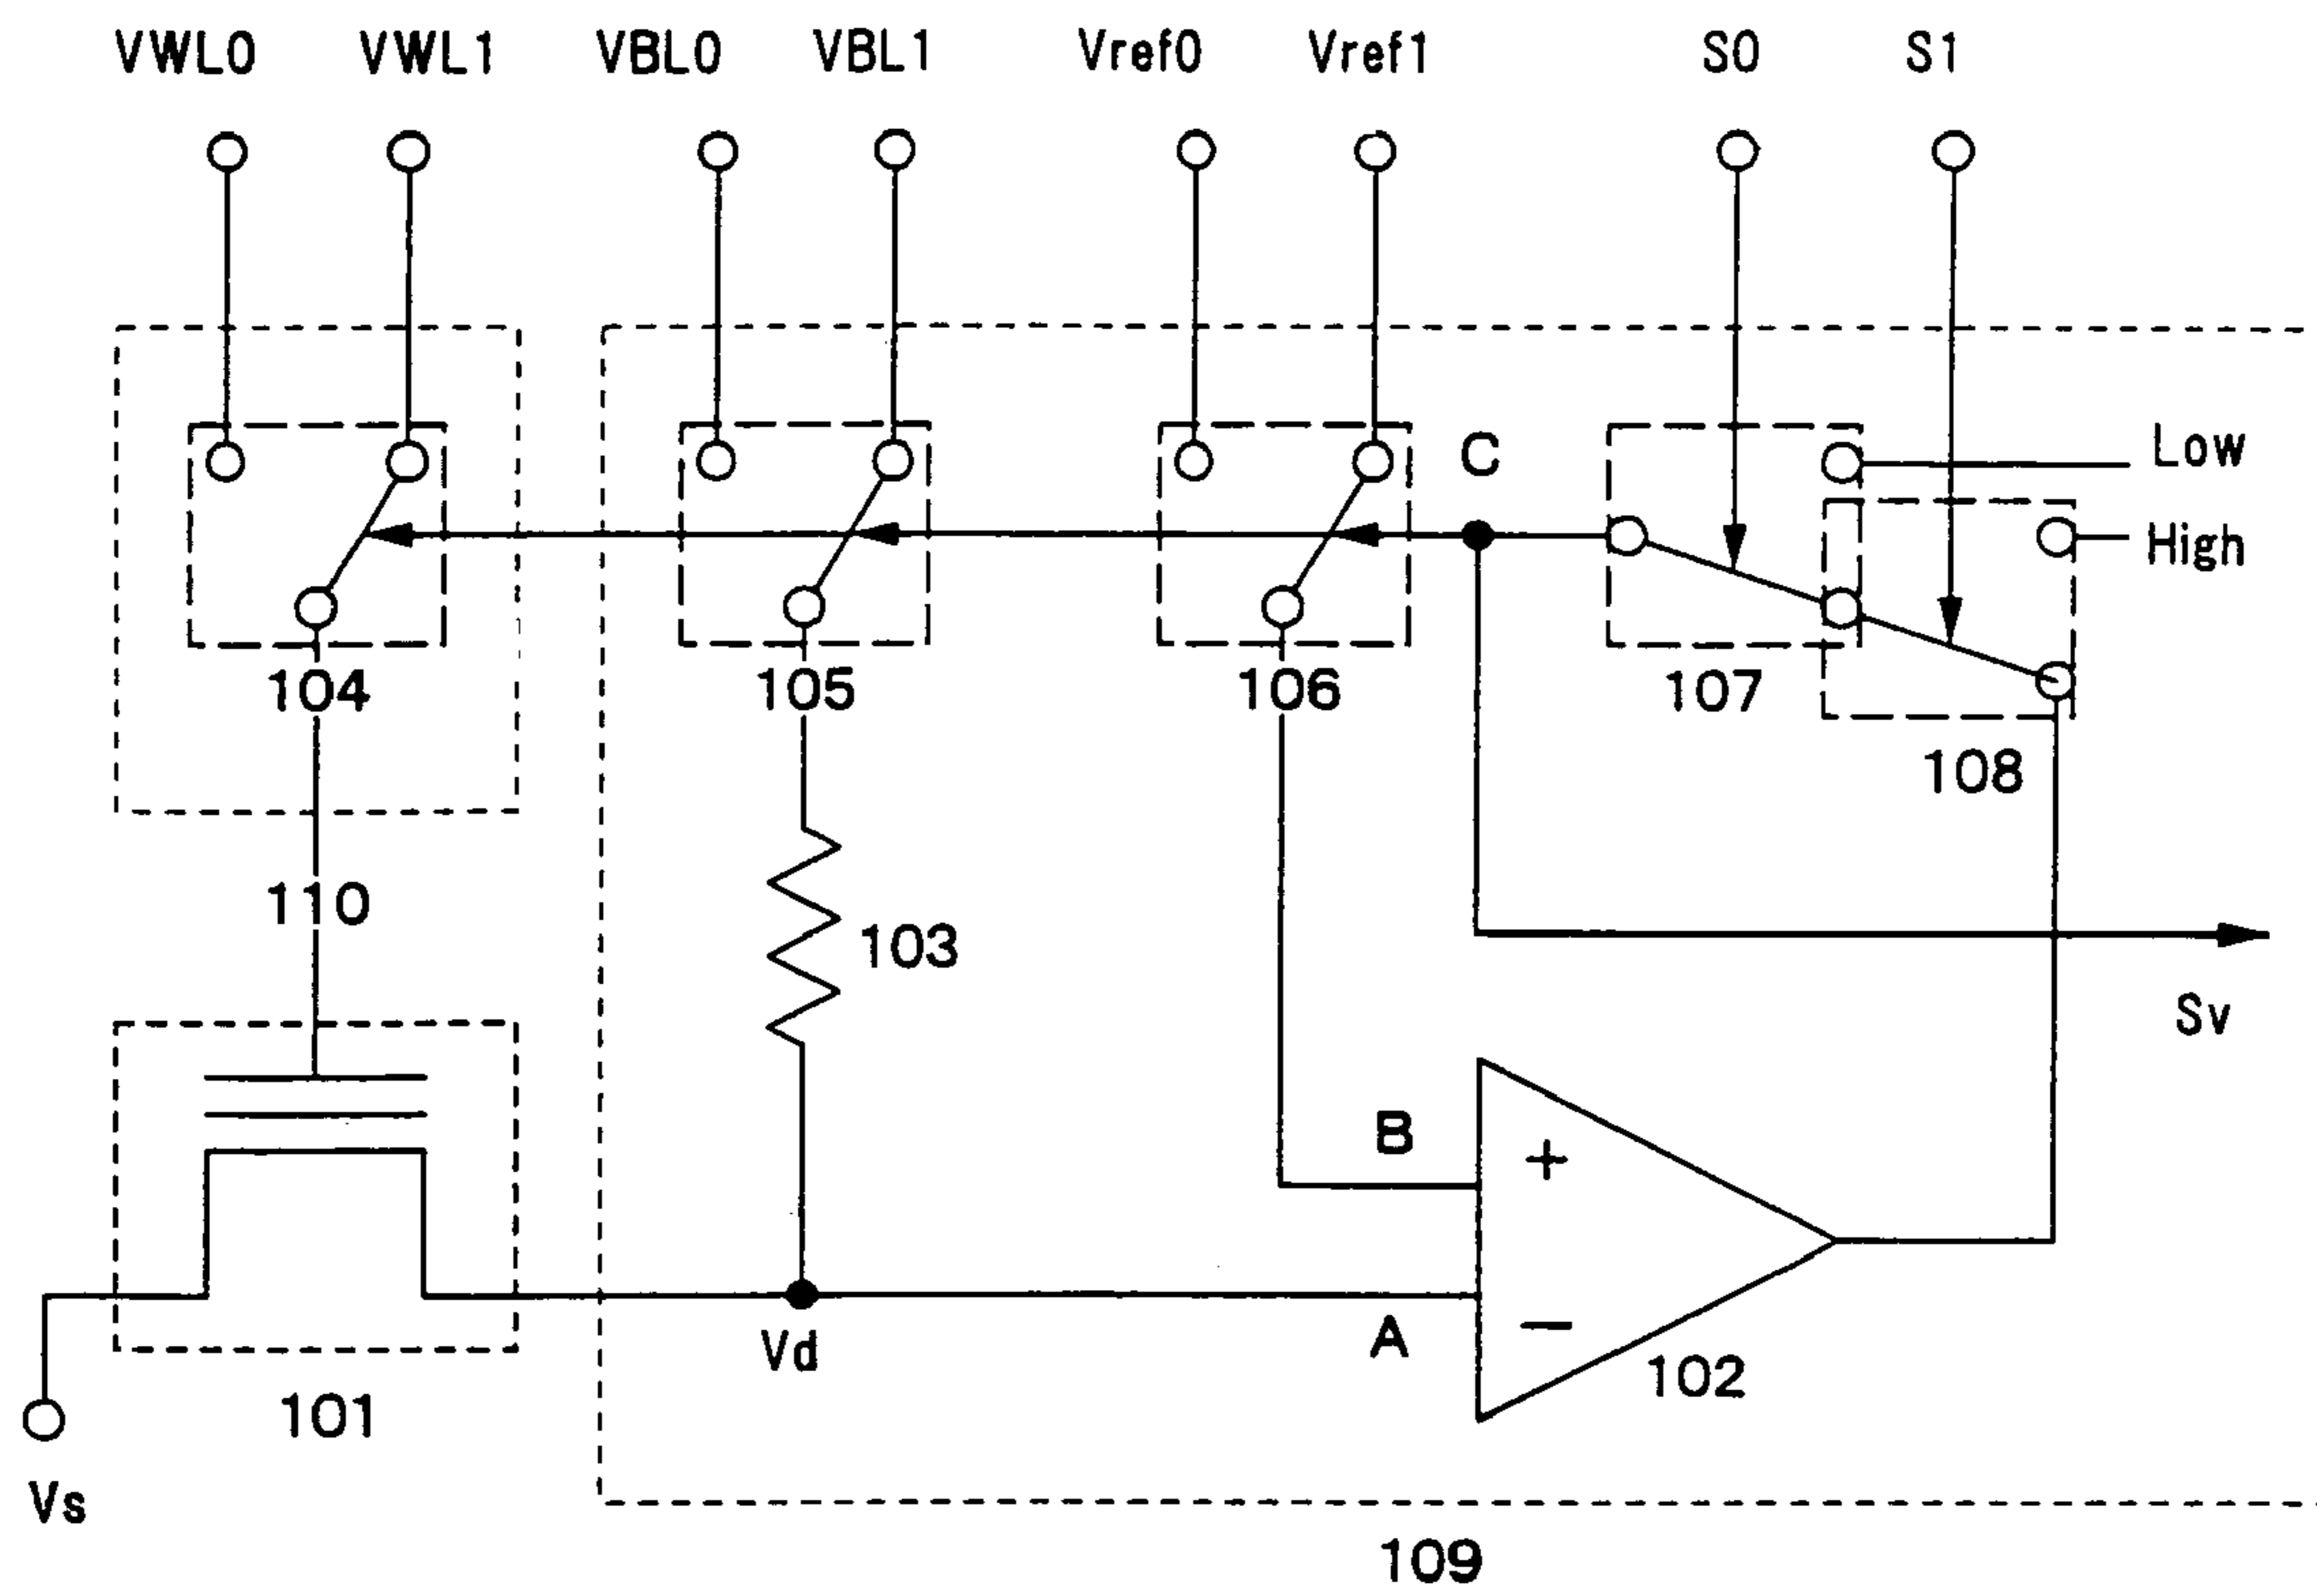 VWL0 VWL1 VBL0 VBL1 Vref0 Vref1 S0 S1
C
Low
High
104 105 106 107
108
110
103
Sv
B
+
A
−
Vd
102
101
Vs
109